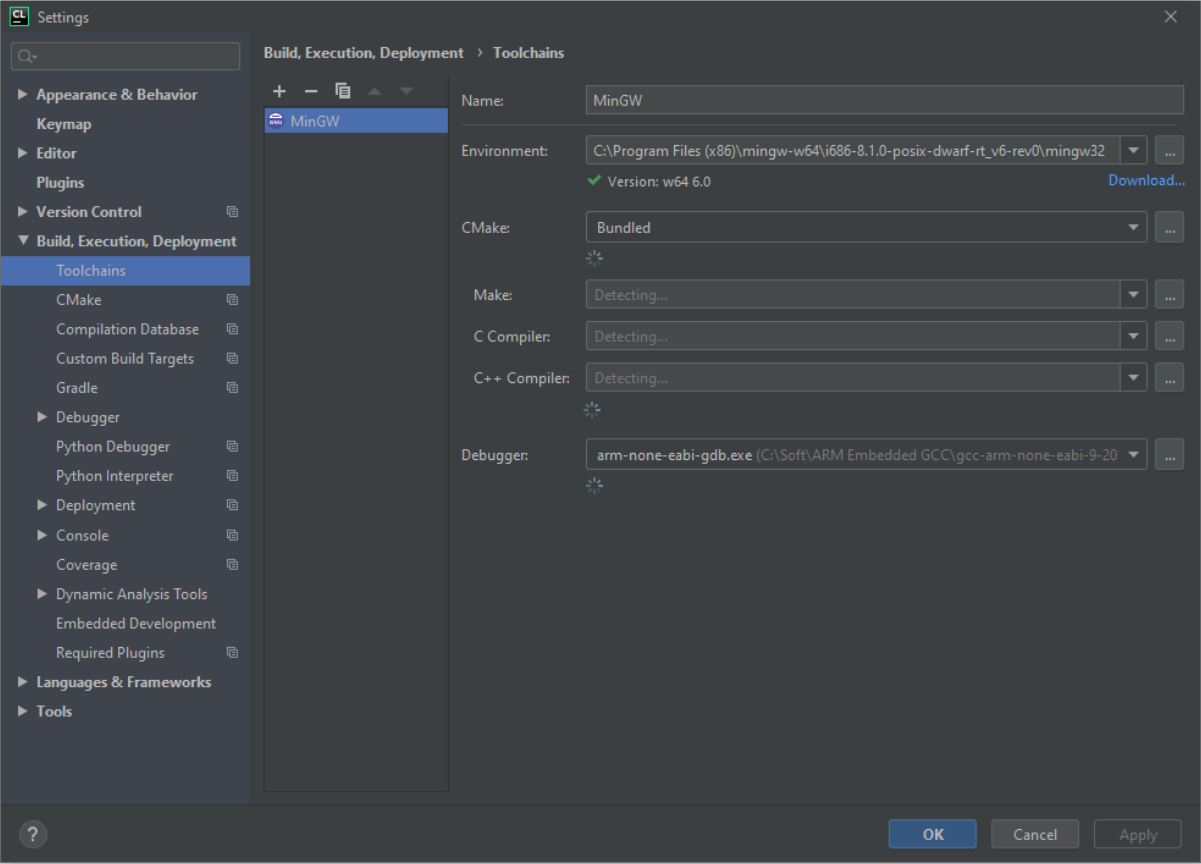 CL Settings
Appearance & Behavior
Keymap
Editor
Plugins
Version Control
Build, Execution, Deployment
Toolchains
CMake
Compilation Database
Custom Build Targets
Gradle
Debugger
Python Debugger
Python Interpreter
Deployment
Console
Coverage
Dynamic Analysis Tools
Embedded Development
Required Plugins
Languages & Frameworks
Tools
Build, Execution, Deployment › Toolchains
MinGW
Name: MinGW
Environment: C:\Program Files (x86)\mingw-w64\i686-8.1.0-posix-dwarf-rt_v6-rev0\mingw32 ...
Version: w64 6.0 Download...
CMake: Bundled ...
Make: Detecting... ...
C Compiler: Detecting... ...
C++ Compiler: Detecting... ...
Debugger: arm-none-eabi-gdb.exe (C:\Soft\ARM Embedded GCC\gcc-arm-none-eabi-9-20 ...
? OK Cancel Apply